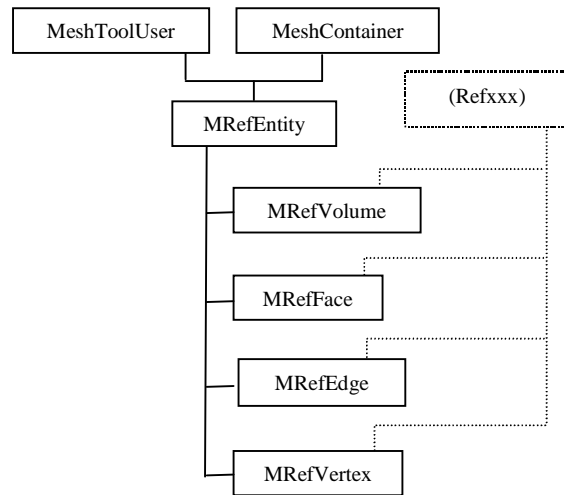 MeshToolUser
MeshContainer
(Refxxx)
MRefEntity
MRefVolume
MRefFace
MRefEdge
MRefVertex